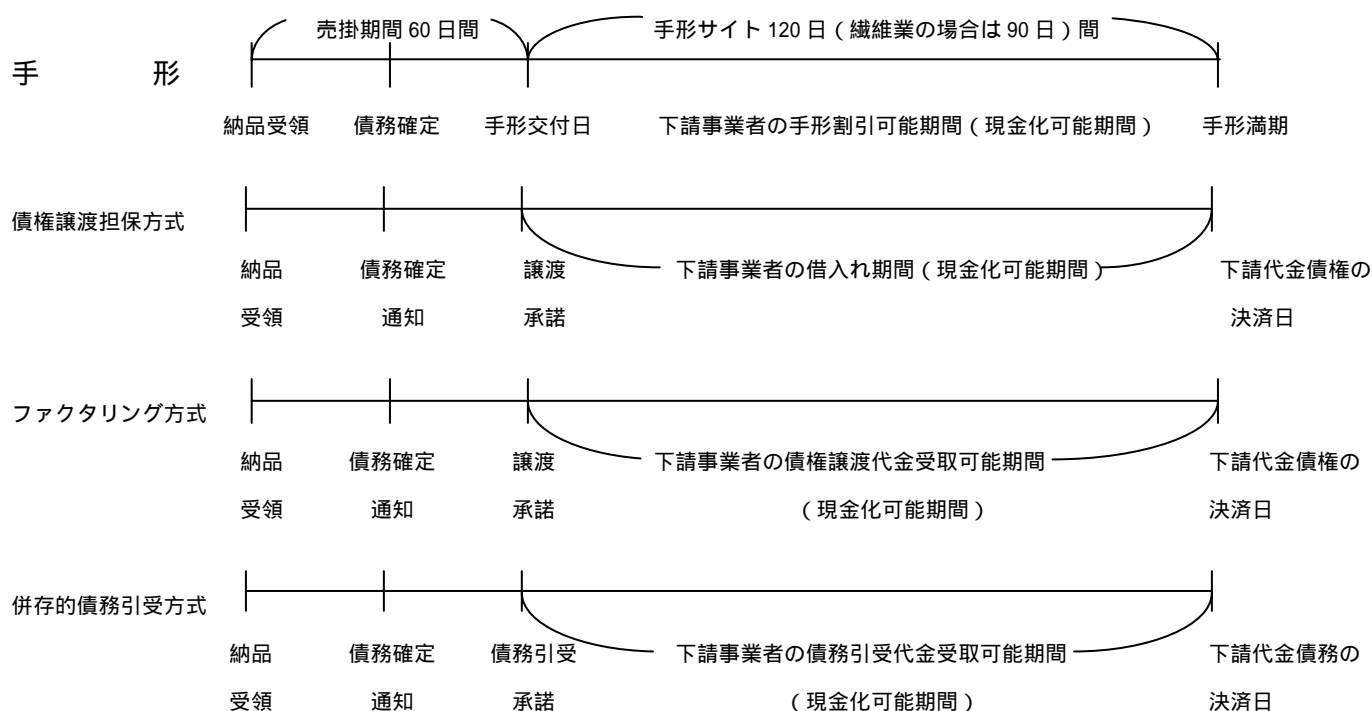 売掛期間 60 日間 手形サイト 120 日(繊維業の場合は 90 日)間
手 形
納品受領 債務確定 手形交付日 下請事業者の手形割引可能期間(現金化可能期間) 手形満期
債権譲渡担保方式
納品 債務確定 譲渡 下請事業者の借入れ期間(現金化可能期間) 下請代金債権の
受領 通知 承諾 決済日
ファクタリング方式
納品 債務確定 譲渡 下請事業者の債権譲渡代金受取可能期間 下請代金債権の
受領 通知 承諾 (現金化可能期間) 決済日
併存的債務引受方式
納品 債務確定 債務引受 下請事業者の債務引受代金受取可能期間 下請代金債務の
受領 通知 承諾 (現金化可能期間) 決済日